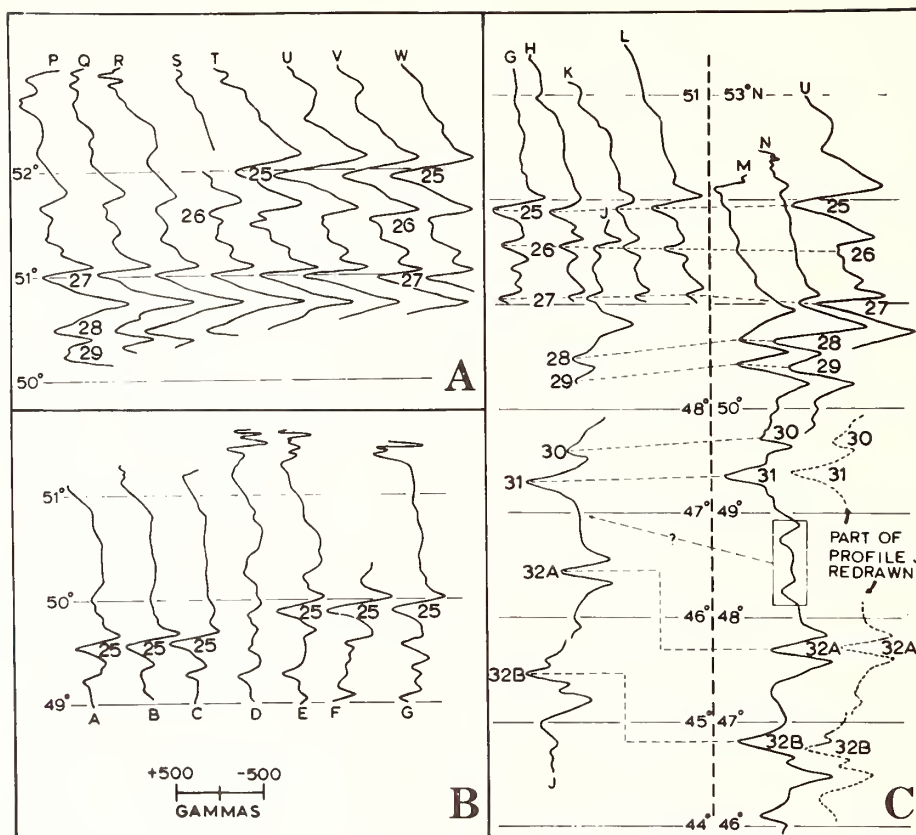 P Q R S T U V W
25 25
52°
26 26
51°
27 27
28
29
50°
A
51°
50°
25 25 25
25 25 25
49°
A B C D E F G
+500 -500
GAMMAS
B
G H K L
51 53°N
U
N
M
25 25
J
26 26
27 27
28 28
29 29
48° 50°
30 30 30
31 31 31
47° 49°
?
PART OF
PROFILE J
REDRAWN
32A
46° 48°
32A 32A
32B
45° 47°
32B 32B
J
44° 46°
C